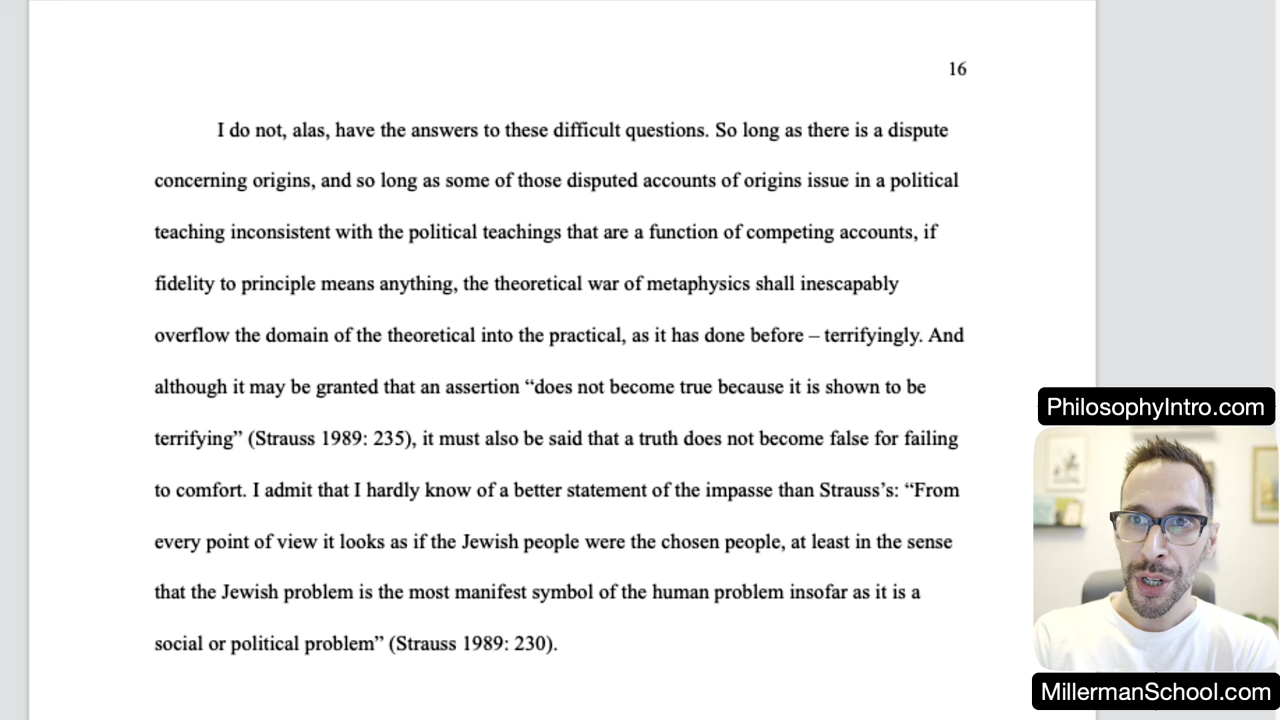 16
I do not, alas, have the answers to these difficult questions. So long as there is a dispute
concerning origins, and so long as some of those disputed accounts of origins issue in a political
teaching inconsistent with the political teachings that are a function of competing accounts, if
fidelity to principle means anything, the theoretical war of metaphysics shall inescapably
overflow the domain of the theoretical into the practical, as it has done before – terrifyingly. And
although it may be granted that an assertion “does not become true because it is shown to be
terrifying” (Strauss 1989: 235), it must also be said that a truth does not become false for failing
to comfort. I admit that I hardly know of a better statement of the impasse than Strauss’s: “From
every point of view it looks as if the Jewish people were the chosen people, at least in the sense
that the Jewish problem is the most manifest symbol of the human problem insofar as it is a
social or political problem” (Strauss 1989: 230).
PhilosophyIntro.com
MillermanSchool.com